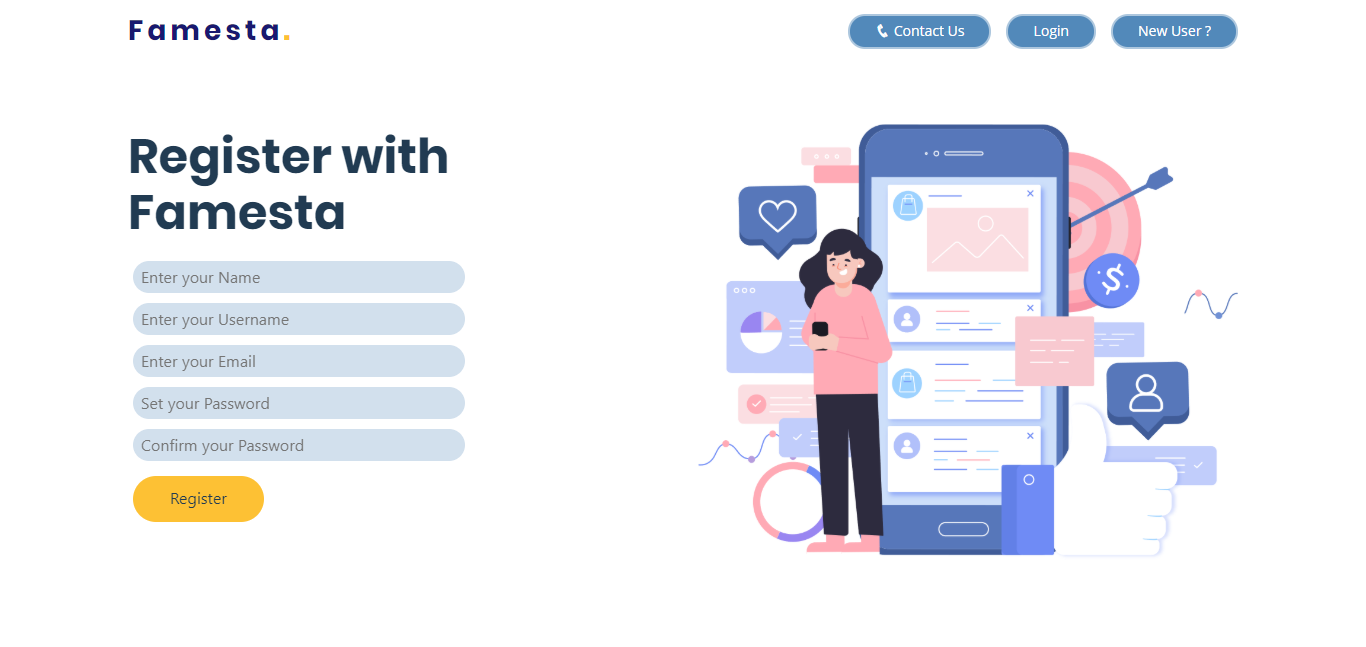 Famesta.
Contact Us
Login
New User ?
Register with
Famesta
Enter your Name
Enter your Username
Enter your Email
Set your Password
Confirm your Password
Register
$